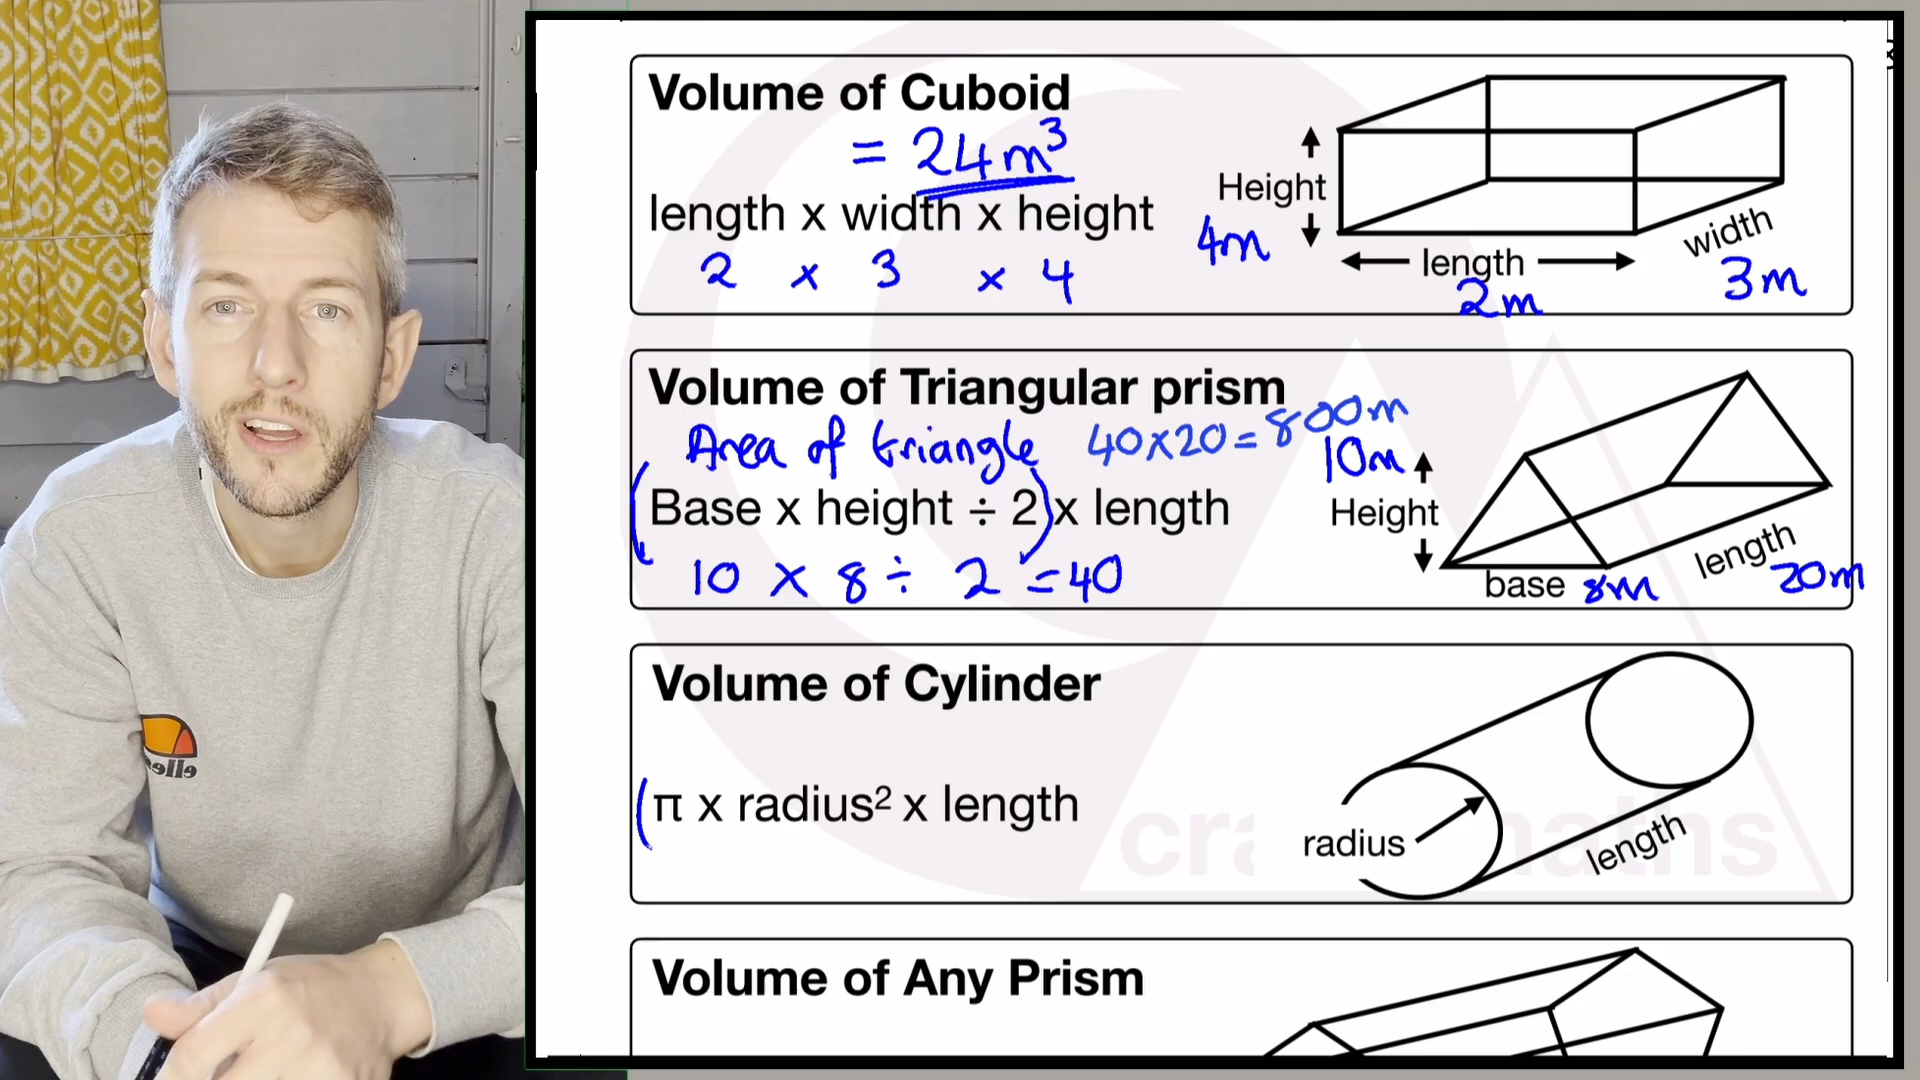 Volume of Cuboid
= 24m³
length x width x height
2 x 3 x 4
Height
4m
length
2m
width
3m
Volume of Triangular prism
Area of triangle 40x20=800m
(Base x height ÷ 2) x length
10 x 8 ÷ 2 = 40
10m
Height
base 8m
length
20m
Volume of Cylinder
(π x radius² x length
radius
length
Volume of Any Prism